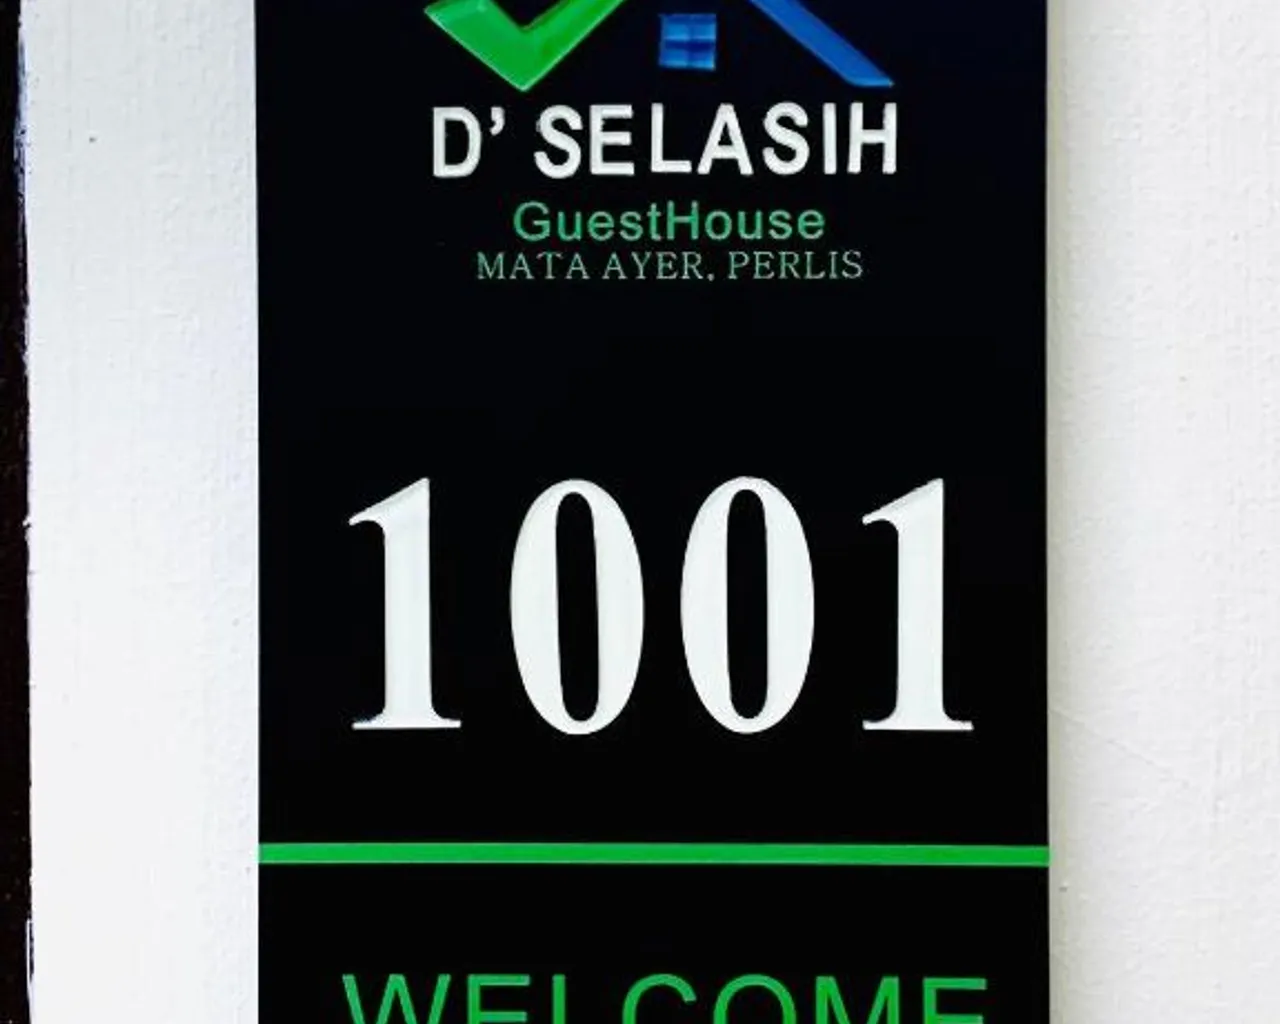 D' SELASIH
GuestHouse
MATA AYER, PERLIS
1001
WELCOME